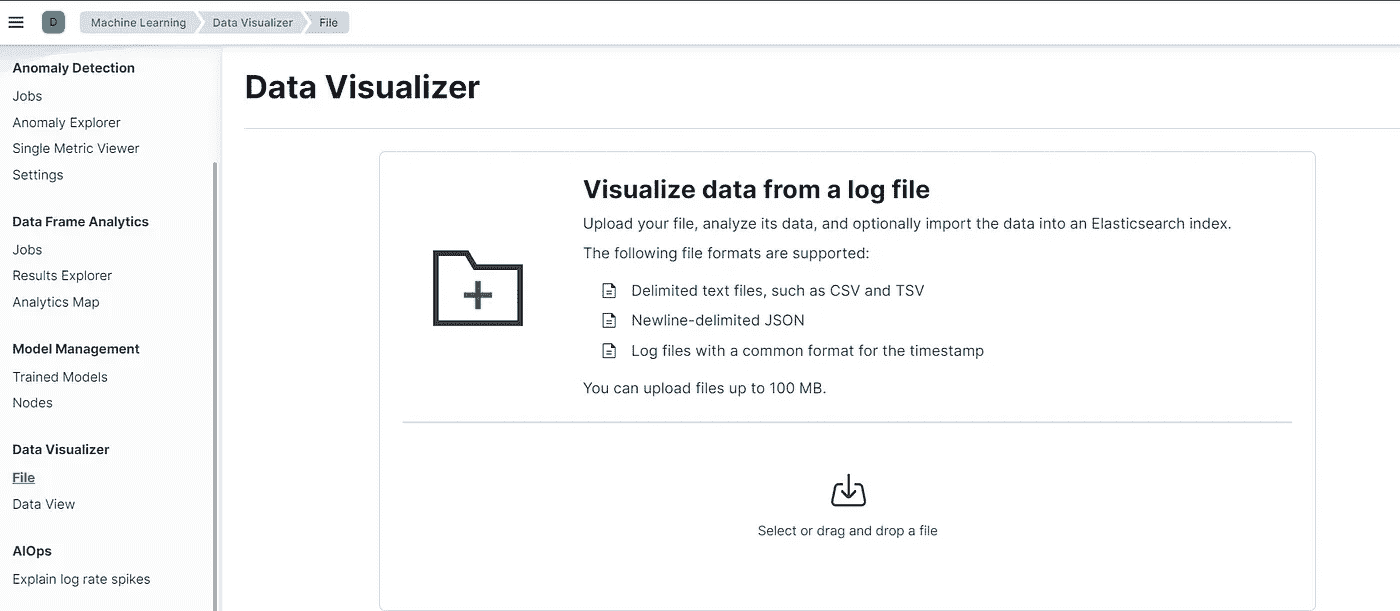 D
Machine Learning
Data Visualizer
File
Anomaly Detection
Jobs
Anomaly Explorer
Single Metric Viewer
Settings
Data Frame Analytics
Jobs
Results Explorer
Analytics Map
Model Management
Trained Models
Nodes
Data Visualizer
File
Data View
AIOps
Explain log rate spikes
Data Visualizer
Visualize data from a log file
Upload your file, analyze its data, and optionally import the data into an Elasticsearch index.
The following file formats are supported:
Delimited text files, such as CSV and TSV
Newline-delimited JSON
Log files with a common format for the timestamp
You can upload files up to 100 MB.
Select or drag and drop a file